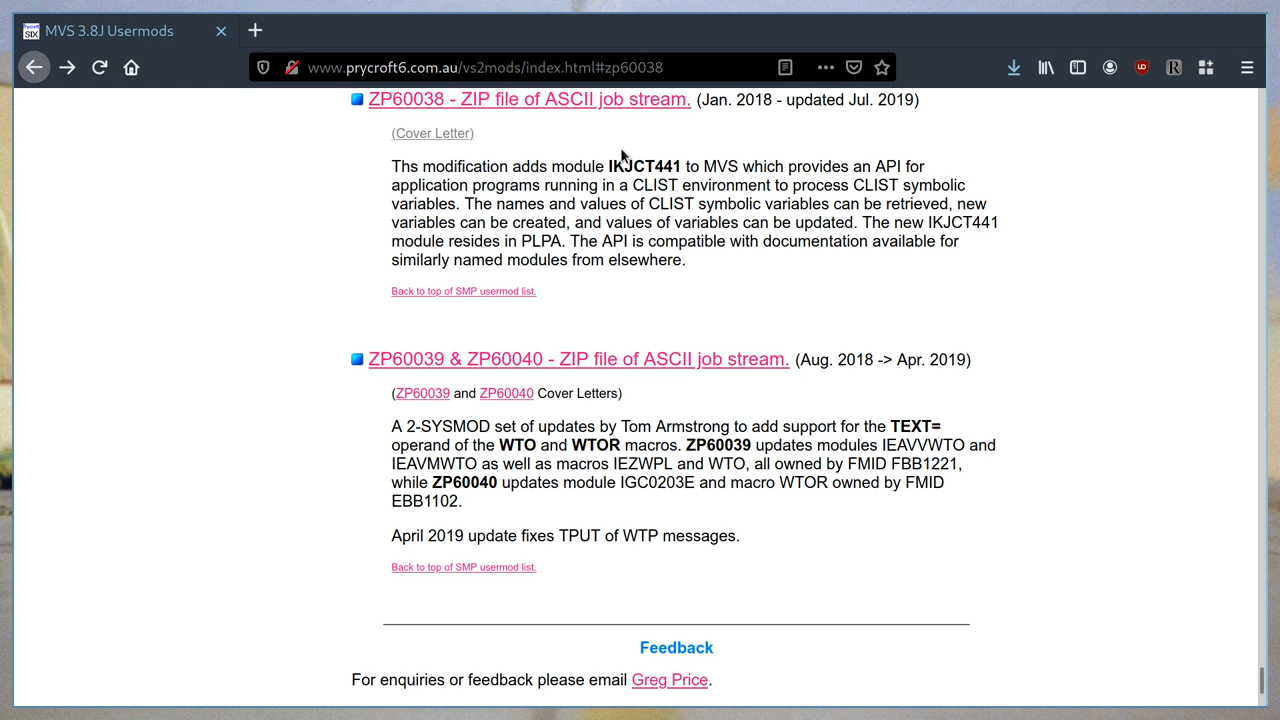 SIX MVS 3.8J Usermods
www.prycroft6.com.au/vs2mods/index.html#zp60038
ZP60038 - ZIP file of ASCII job stream. (Jan. 2018 - updated Jul. 2019)
(Cover Letter)
Ths modification adds module IKJCT441 to MVS which provides an API for
application programs running in a CLIST environment to process CLIST symbolic
variables. The names and values of CLIST symbolic variables can be retrieved, new
variables can be created, and values of variables can be updated. The new IKJCT441
module resides in PLPA. The API is compatible with documentation available for
similarly named modules from elsewhere.
Back to top of SMP usermod list.
ZP60039 & ZP60040 - ZIP file of ASCII job stream. (Aug. 2018 -> Apr. 2019)
(ZP60039 and ZP60040 Cover Letters)
A 2-SYSMOD set of updates by Tom Armstrong to add support for the TEXT=
operand of the WTO and WTOR macros. ZP60039 updates modules IEAVVWTO and
IEAVMWTO as well as macros IEZWPL and WTO, all owned by FMID FBB1221,
while ZP60040 updates module IGC0203E and macro WTOR owned by FMID
EBB1102.
April 2019 update fixes TPUT of WTP messages.
Back to top of SMP usermod list.
Feedback
For enquiries or feedback please email Greg Price.